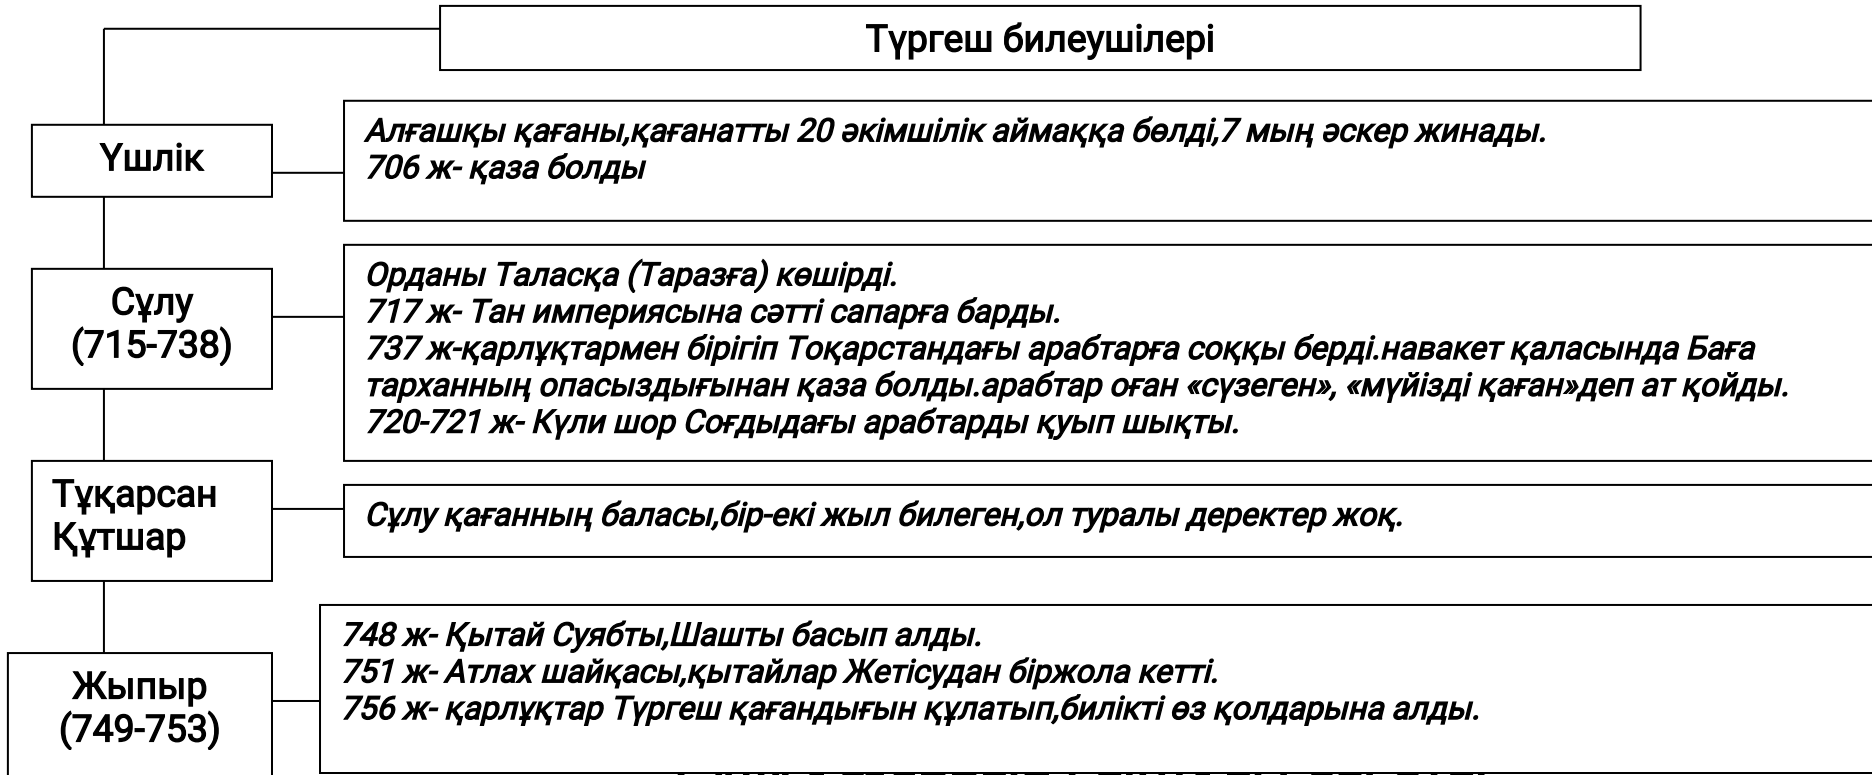 Түргеш билеушілері
Үшлік
Алғашқы қағаны,қағанатты 20 әкімшілік аймаққа бөлді,7 мың әскер жинады.
706 ж- қаза болды
Сұлу
(715-738)
Орданы Таласқа (Таразға) көшірді.
717 ж- Тан империясына сәтті сапарға барды.
737 ж-қарлұқтармен бірігіп Тоқарстандағы арабтарға соққы берді.навакет қаласында Баға
тарханның опасыздығынан қаза болды.арабтар оған «сүзеген», «мүйізді қаған»деп ат қойды.
720-721 ж- Күли шор Соғдыдағы арабтарды қуып шықты.
Тұқарсан
Құтшар
Сұлу қағанның баласы,бір-екі жыл билеген,ол туралы деректер жоқ.
Жыпыр
(749-753)
748 ж- Қытай Суябты,Шашты басып алды.
751 ж- Атлах шайқасы,қытайлар Жетісудан біржола кетті.
756 ж- қарлұқтар Түргеш қағандығын құлатып,билікті өз қолдарына алды.